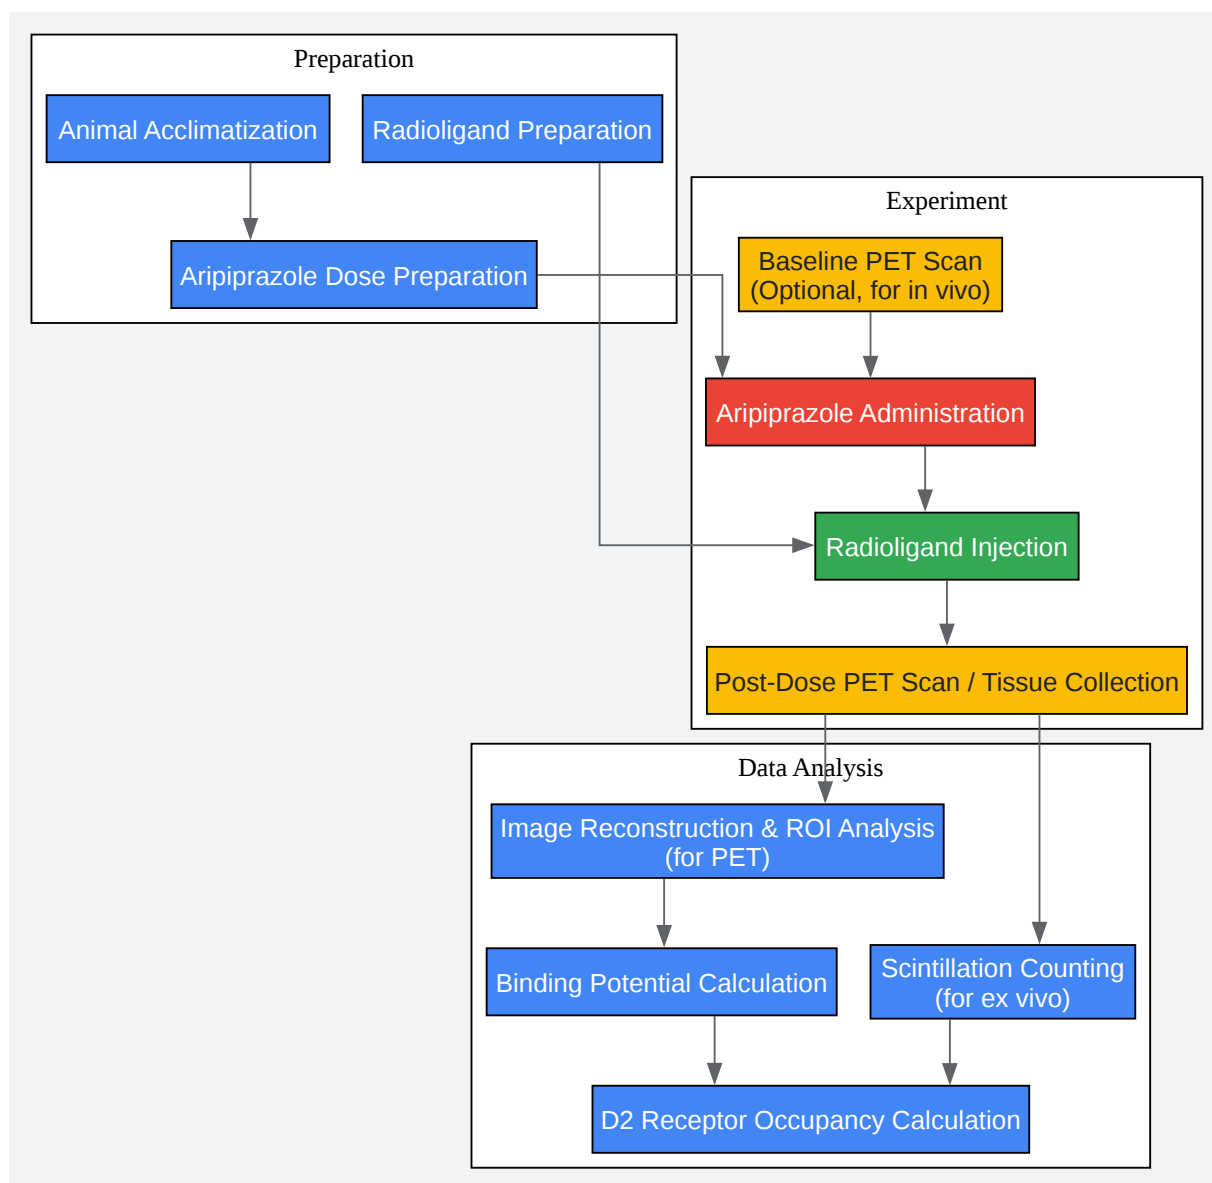 Preparation
Animal Acclimatization
Radioligand Preparation
Aripiprazole Dose Preparation
Experiment
Baseline PET Scan
(Optional, for in vivo)
Aripiprazole Administration
Radioligand Injection
Post-Dose PET Scan / Tissue Collection
Data Analysis
Image Reconstruction & ROI Analysis
(for PET)
Binding Potential Calculation
Scintillation Counting
(for ex vivo)
D2 Receptor Occupancy Calculation